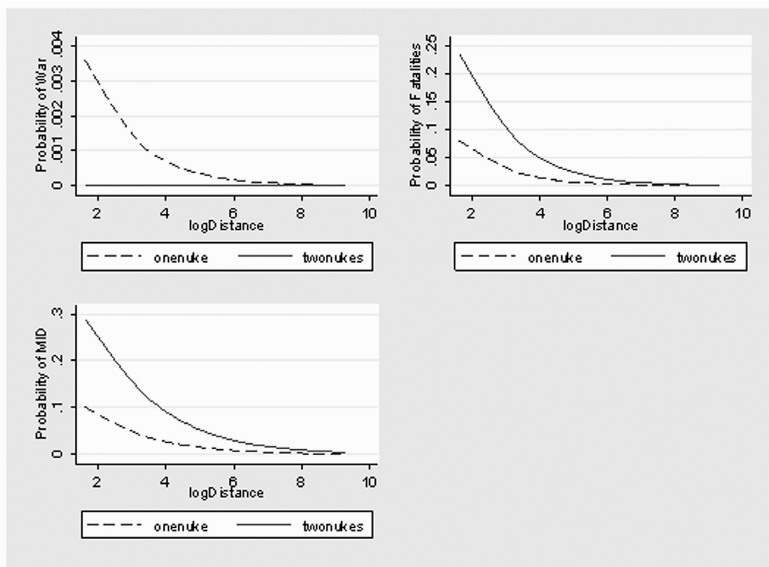 Probability of War
.004
.003
.002
.001
0
2 4 6 8 10
logDistance
onenuke twonukes
Probability of Fatalities
.25
.2
.15
.1
.05
0
2 4 6 8 10
logDistance
onenuke twonukes
Probability of MID
.3
.2
.1
0
2 4 6 8 10
logDistance
onenuke twonukes